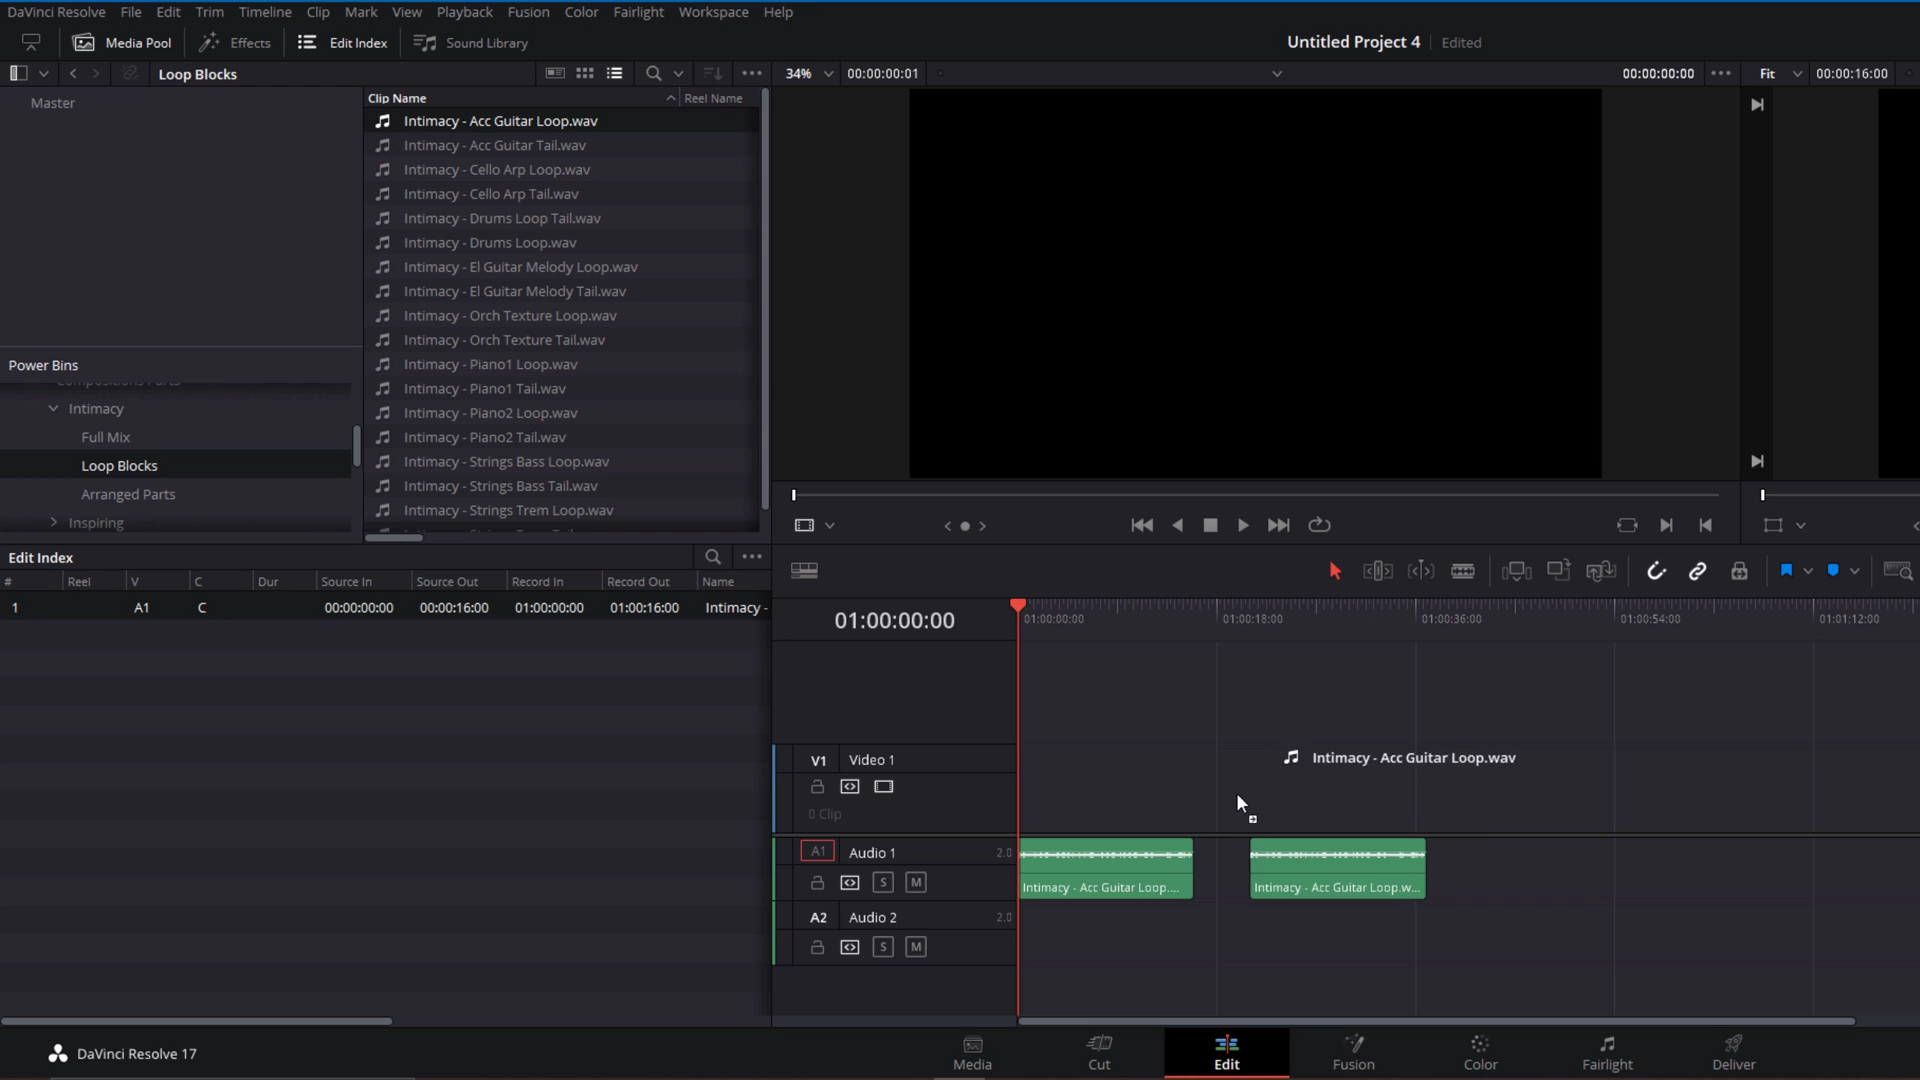 DaVinci Resolve File Edit Trim Timeline Clip Mark View Playback Fusion Color Fairlight Workspace Help
Media Pool Effects Edit Index Sound Library Untitled Project 4 Edited
Loop Blocks 34% 00:00:00:01 00:00:00:00 Fit 00:00:16:00
Master
Clip Name Reel Name
Intimacy - Acc Guitar Loop.wav
Intimacy - Acc Guitar Tail.wav
Intimacy - Cello Arp Loop.wav
Intimacy - Cello Arp Tail.wav
Intimacy - Drums Loop Tail.wav
Intimacy - Drums Loop.wav
Intimacy - El Guitar Melody Loop.wav
Intimacy - El Guitar Melody Tail.wav
Intimacy - Orch Texture Loop.wav
Intimacy - Orch Texture Tail.wav
Intimacy - Piano1 Loop.wav
Intimacy - Piano1 Tail.wav
Intimacy - Piano2 Loop.wav
Intimacy - Piano2 Tail.wav
Intimacy - Strings Bass Loop.wav
Intimacy - Strings Bass Tail.wav
Intimacy - Strings Trem Loop.wav
Power Bins
Intimacy
Full Mix
Loop Blocks
Arranged Parts
Inspiring
Edit Index
# Reel V C Dur Source In Source Out Record In Record Out Name
1 A1 C 00:00:00:00 00:00:16:00 01:00:00:00 01:00:16:00 Intimacy -
01:00:00:00
01:00:00:00 01:00:18:00 01:00:36:00 01:00:54:00 01:01:12:00
V1 Video 1
0 Clip
Intimacy - Acc Guitar Loop.wav
A1 Audio 1 2.0
S M
Intimacy - Acc Guitar Loop....
Intimacy - Acc Guitar Loop.w...
A2 Audio 2 2.0
S M
DaVinci Resolve 17
Media Cut Edit Fusion Color Fairlight Deliver